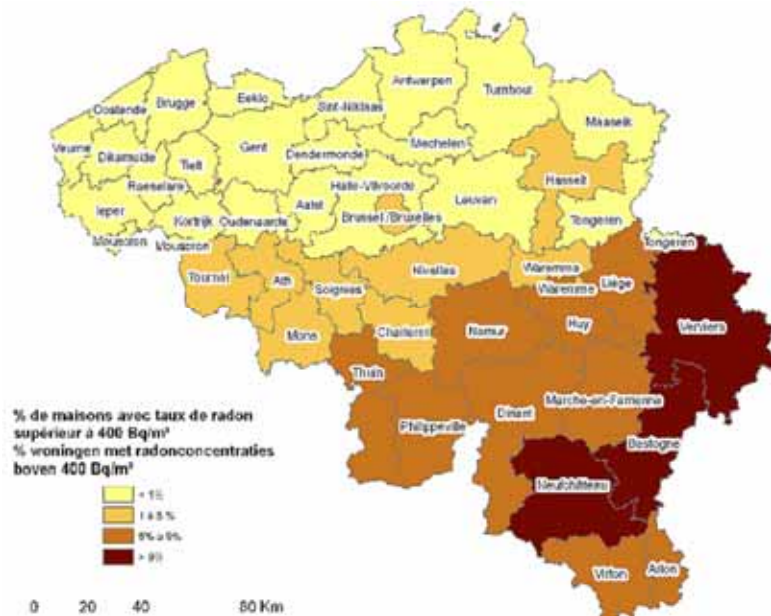 Antwerpen
Turnhout
Brugge
Eeklo
Sint-Niklaas
Oostende
Maaseik
Veurne
Diksmuide
Tielt
Gent
Dendermonde
Mechelen
Roeselare
Hasselt
Ieper
Kortrijk
Oudenaarde
Aalst
Halle-Vilvoorde
Brussel/Bruxelles
Leuven
Tongeren
Mouscron
Mouscron
Tongeren
Tournai
Ath
Soignies
Nivelles
Waremme
Waremme
Liège
Verviers
Mons
Charleroi
Namur
Huy
Thuin
Philippeville
Dinant
Marche-en-Famenne
Bastogne
Neufchâteau
Virton
Arlon
% de maisons avec taux de radon
supérieur à 400 Bq/m³
% woningen met radonconcentraties
boven 400 Bq/m³
1 à 5 %
0 20 40 80 Km